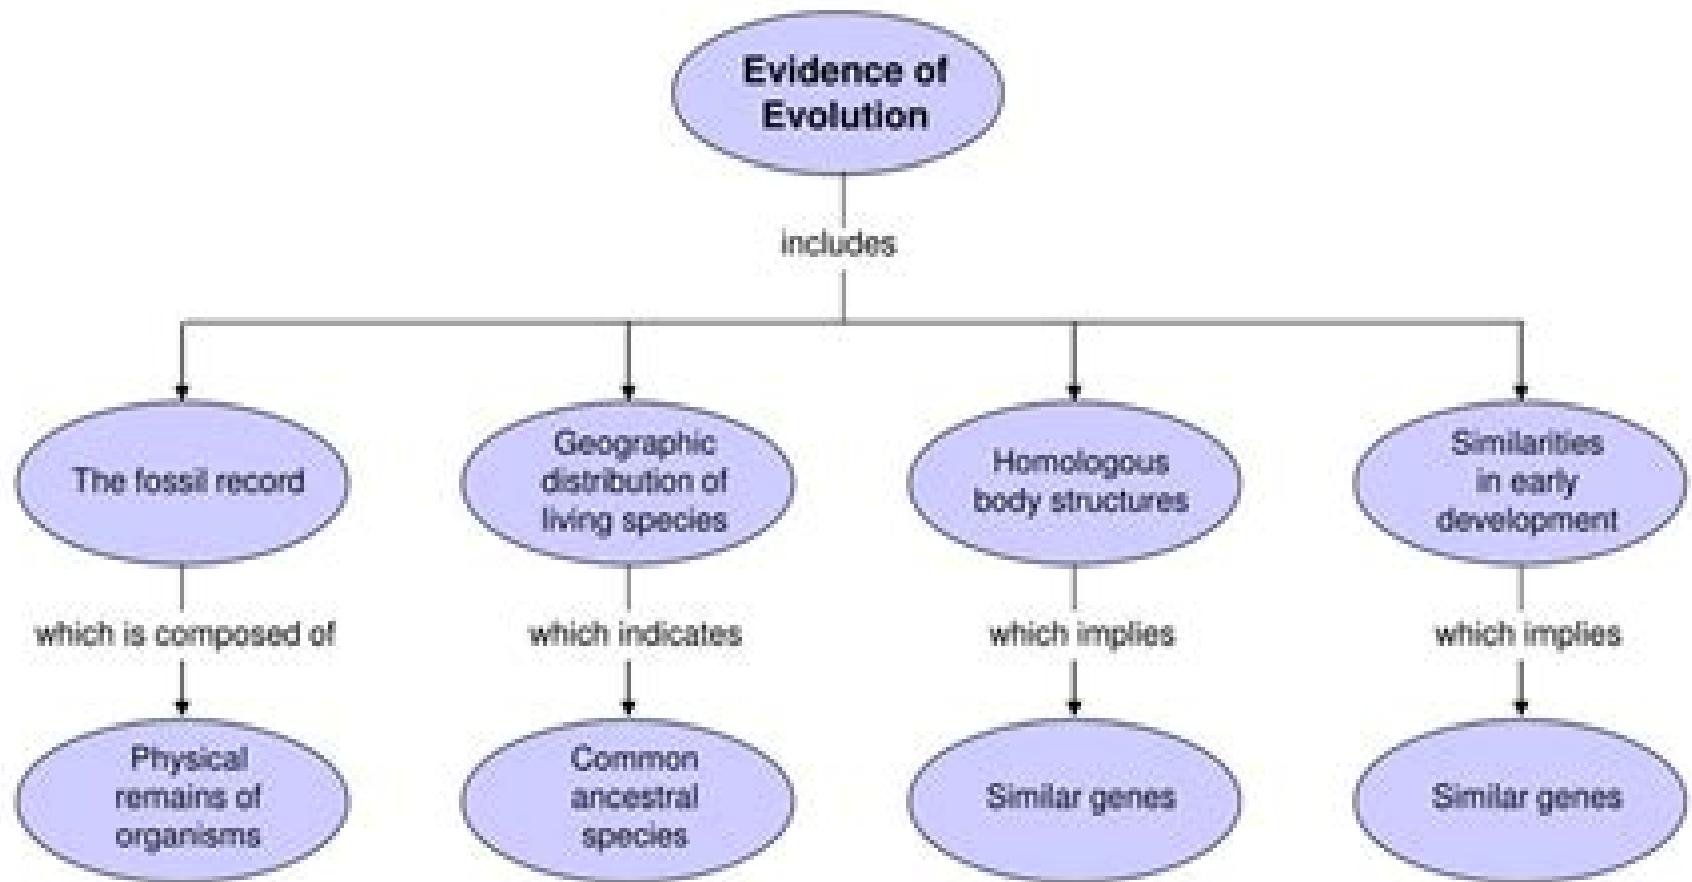 Evidence of
Evolution
includes
The fossil record
Geographic
distribution of
living species
Homologous
body structures
Similarities
in early
development
which is composed of
which indicates
which implies
which implies
Physical
remains of
organisms
Common
ancestral
species
Similar genes
Similar genes